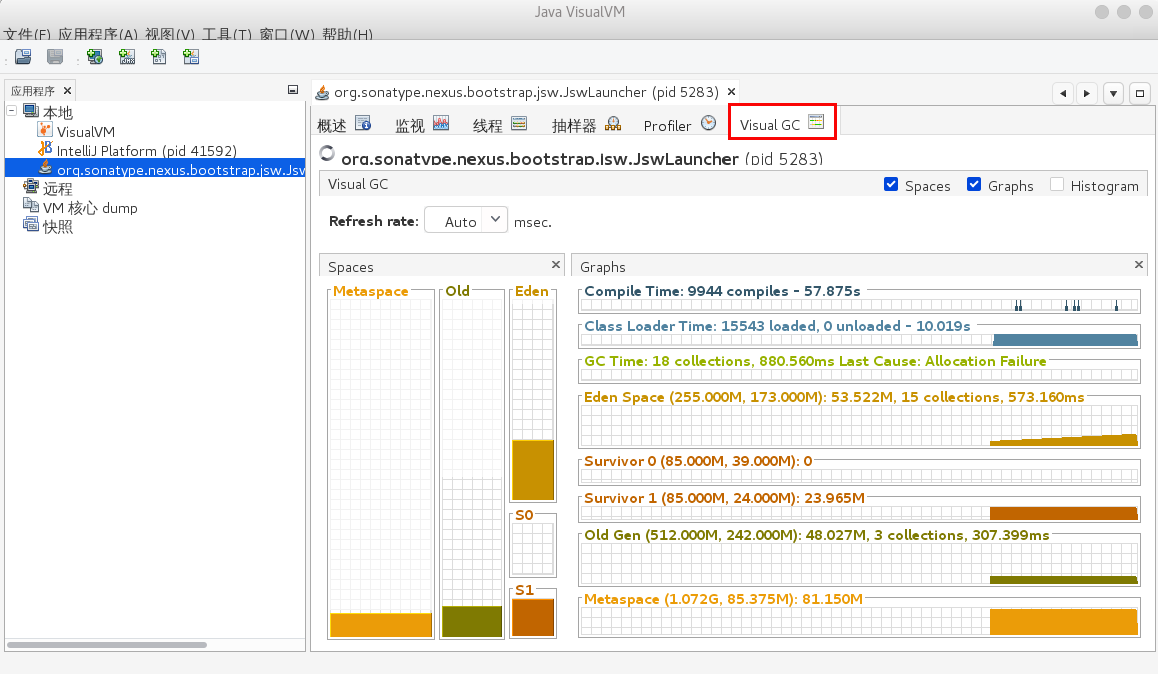 Java VisualVM
文件(F) 应用程序(A) 视图(V) 工具(T) 窗口(W) 帮助(H)
应用程序
本地
VisualVM
IntelliJ Platform (pid 41592)
org.sonatype.nexus.bootstrap.jsw.Jsw
远程
VM 核心 dump
快照
org.sonatype.nexus.bootstrap.jsw.JswLauncher (pid 5283)
概述 监视 线程 抽样器 Profiler Visual GC
org.sonatype.nexus.bootstrap.jsw.JswLauncher (pid 5283)
Visual GC Spaces Graphs Histogram
Refresh rate: Auto msec.
Spaces
Metaspace Old Eden
S0
S1
Graphs
Compile Time: 9944 compiles - 57.875s
Class Loader Time: 15543 loaded, 0 unloaded - 10.019s
GC Time: 18 collections, 880.560ms Last Cause: Allocation Failure
Eden Space (255.000M, 173.000M): 53.522M, 15 collections, 573.160ms
Survivor 0 (85.000M, 39.000M): 0
Survivor 1 (85.000M, 24.000M): 23.965M
Old Gen (512.000M, 242.000M): 48.027M, 3 collections, 307.399ms
Metaspace (1.072G, 85.375M): 81.150M